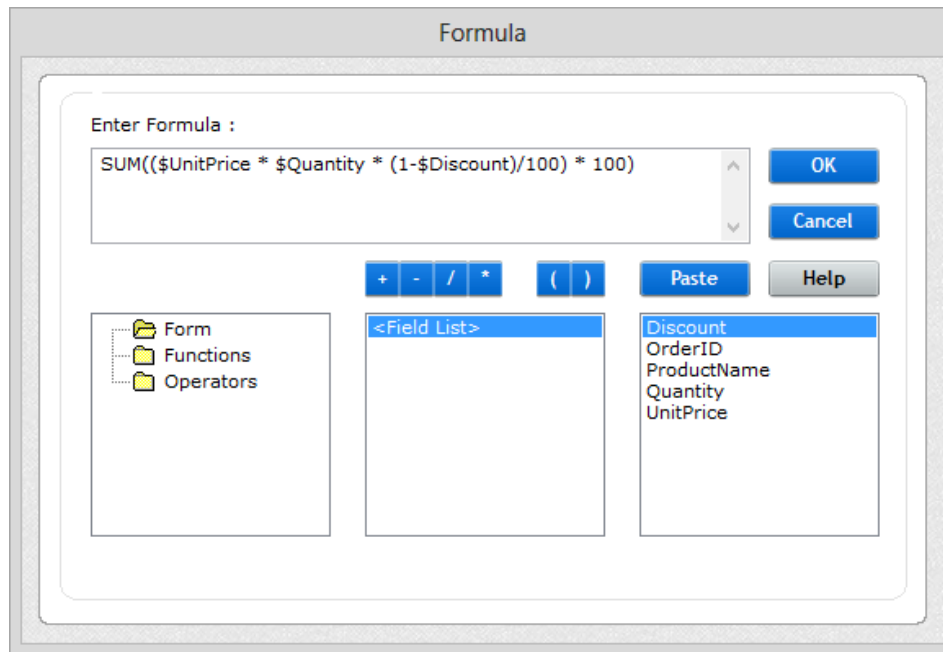 Formula
Enter Formula :
SUM(($UnitPrice * $Quantity * (1-$Discount)/100) * 100)
OK
Cancel
+ - / * ( ) Paste Help
Form
Functions
Operators
<Field List>
Discount
OrderID
ProductName
Quantity
UnitPrice